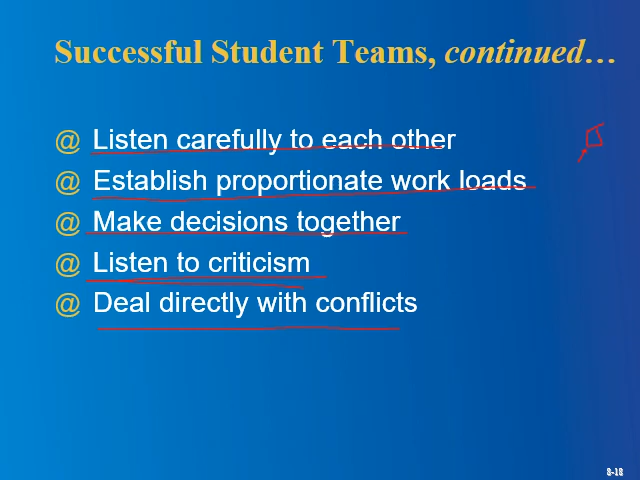 Successful Student Teams, continued…
@ Listen carefully to each other
@ Establish proportionate work loads
@ Make decisions together
@ Listen to criticism
@ Deal directly with conflicts
8-18